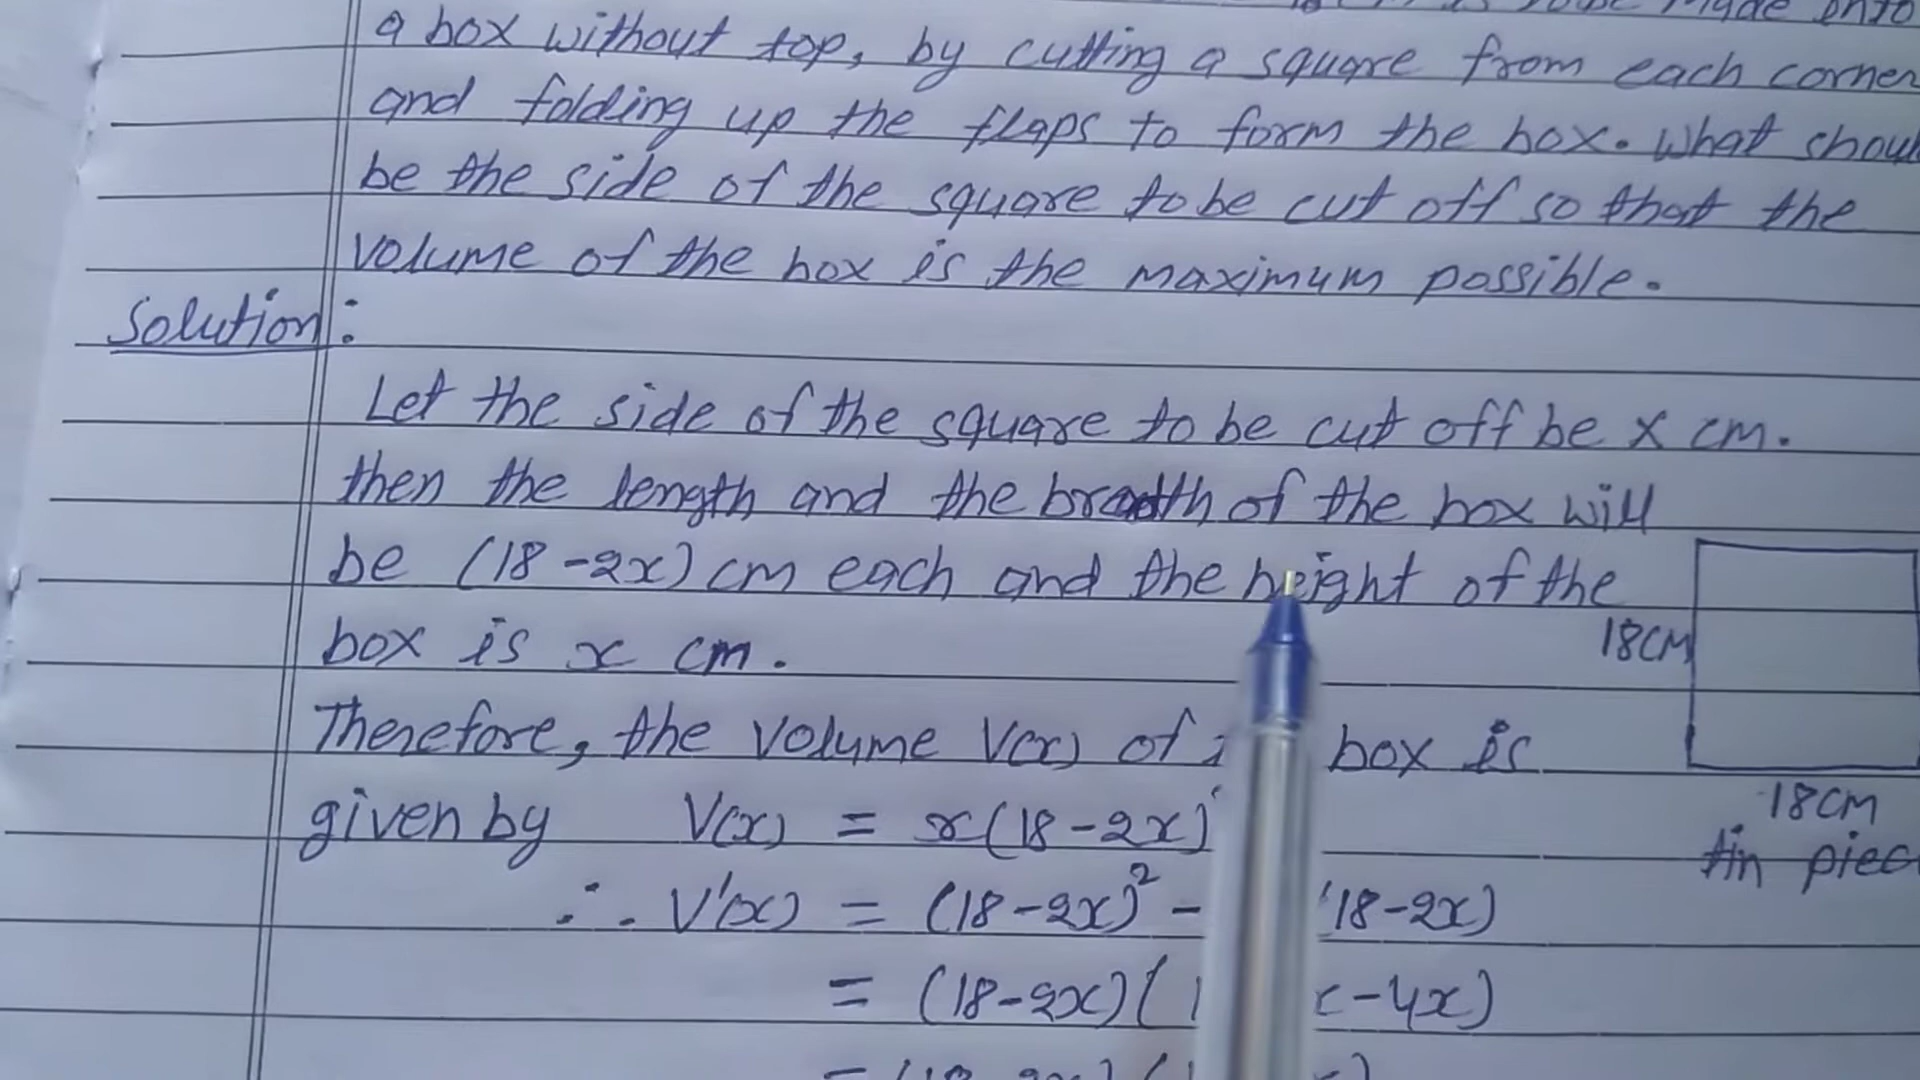 made into
a box without top, by cutting a square from each corner
and folding up the flaps to form the box. What shoul
be the side of the square to be cut off so that the
volume of the box is the maximum possible.
Solution:
Let the side of the square to be cut off be x cm.
then the length and the breadth of the box will
be (18-2x) cm each and the height of the
box is x cm.
18CM
Therefore, the volume V(x) of box is
18CM
tin piec
given by V(x) = x(18-2x)
∴ V'(x) = (18-2x)² - 18-2x)
= (18-2x)( -4x)